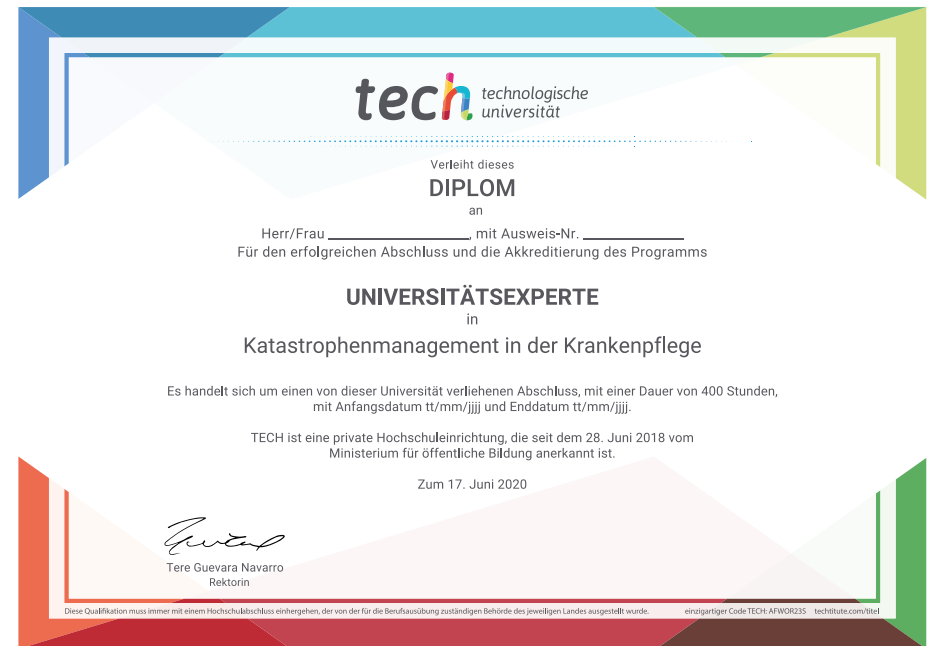 tech technologische
universität
Verleiht dieses
DIPLOM
an
Herr/Frau ____________________, mit Ausweis-Nr. ______________
Für den erfolgreichen Abschluss und die Akkreditierung des Programms
UNIVERSITÄTSEXPERTE
in
Katastrophenmanagement in der Krankenpflege
Es handelt sich um einen von dieser Universität verliehenen Abschluss, mit einer Dauer von 400 Stunden,
mit Anfangsdatum tt/mm/jjjj und Enddatum tt/mm/jjjj.
TECH ist eine private Hochschuleinrichtung, die seit dem 28. Juni 2018 vom
Ministerium für öffentliche Bildung anerkannt ist.
Zum 17. Juni 2020
Tere Guevara Navarro
Rektorin
Diese Qualifikation muss immer mit einem Hochschulabschluss einhergehen, der von der für die Berufsausübung zuständigen Behörde des jeweiligen Landes ausgestellt wurde. einzigartiger Code TECH: AFWOR23S techtitute.com/titel